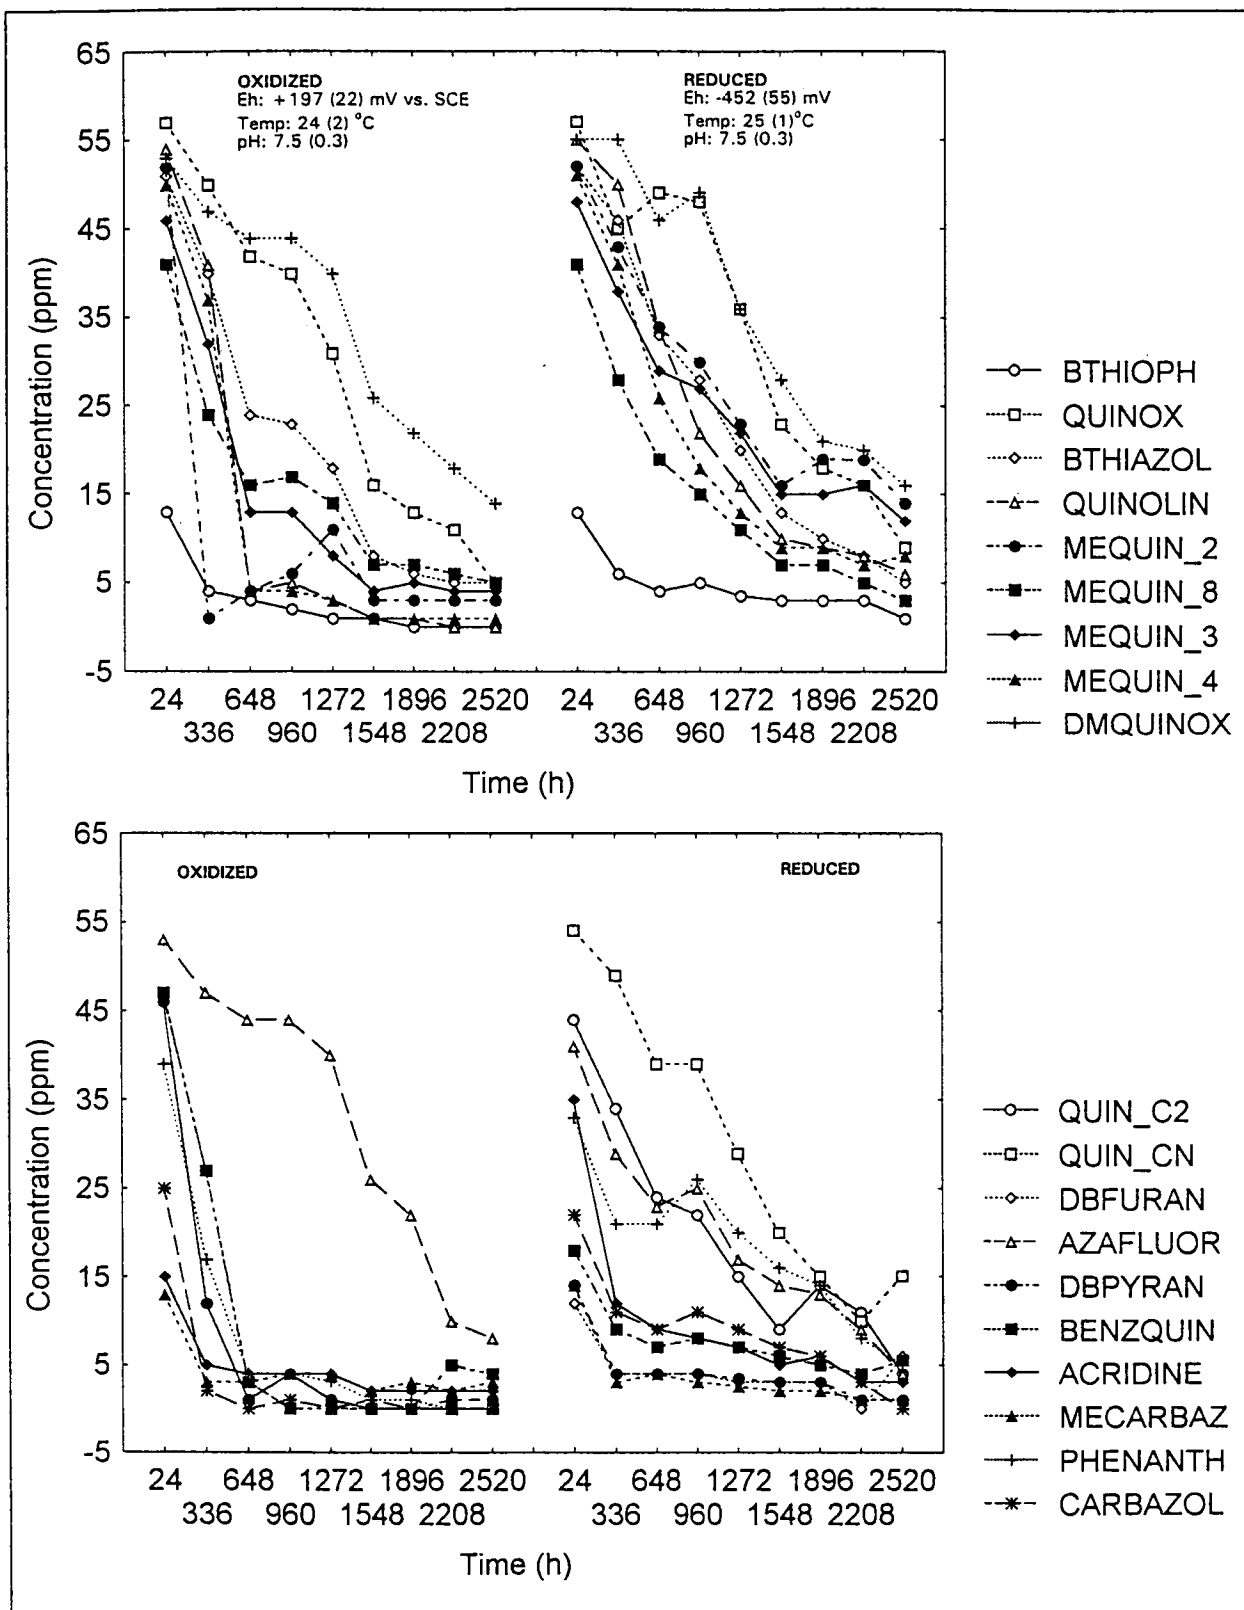 65
55
45
35
25
15
5
-5
Concentration (ppm)
OXIDIZED
Eh: +197 (22) mV vs. SCE
Temp: 24 (2) °C
pH: 7.5 (0.3)
REDUCED
Eh: -452 (55) mV
Temp: 25 (1)°C
pH: 7.5 (0.3)
24 648 1272 1896 2520
336 960 1548 2208
24 648 1272 1896 2520
336 960 1548 2208
Time (h)
BTHIOPH
QUINOX
BTHIAZOL
QUINOLIN
MEQUIN_2
MEQUIN_8
MEQUIN_3
MEQUIN_4
DMQUINOX
65
55
45
35
25
15
5
-5
Concentration (ppm)
OXIDIZED
REDUCED
24 648 1272 1896 2520
336 960 1548 2208
24 648 1272 1896 2520
336 960 1548 2208
Time (h)
QUIN_C2
QUIN_CN
DBFURAN
AZAFLUOR
DBPYRAN
BENZQUIN
ACRIDINE
MECARBAZ
PHENANTH
CARBAZOL